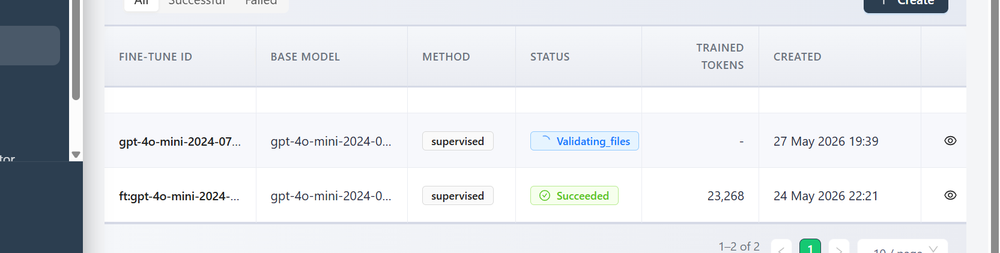 All Successful Failed
Create
FINE-TUNE ID BASE MODEL METHOD STATUS TRAINED TOKENS CREATED
gpt-4o-mini-2024-07... gpt-4o-mini-2024-0... supervised Validating_files - 27 May 2026 19:39
tor
ft:gpt-4o-mini-2024-... gpt-4o-mini-2024-0... supervised Succeeded 23,268 24 May 2026 22:21
1–2 of 2 < 1 > 10 / page